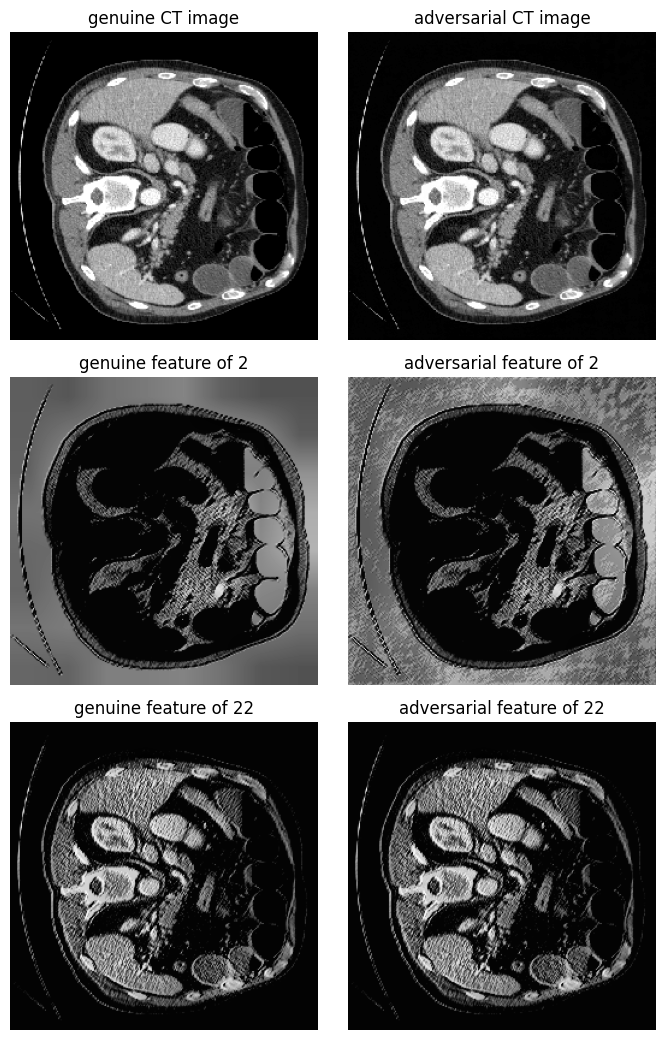 genuine CT image
adversarial CT image
genuine feature of 2
adversarial feature of 2
genuine feature of 22
adversarial feature of 22